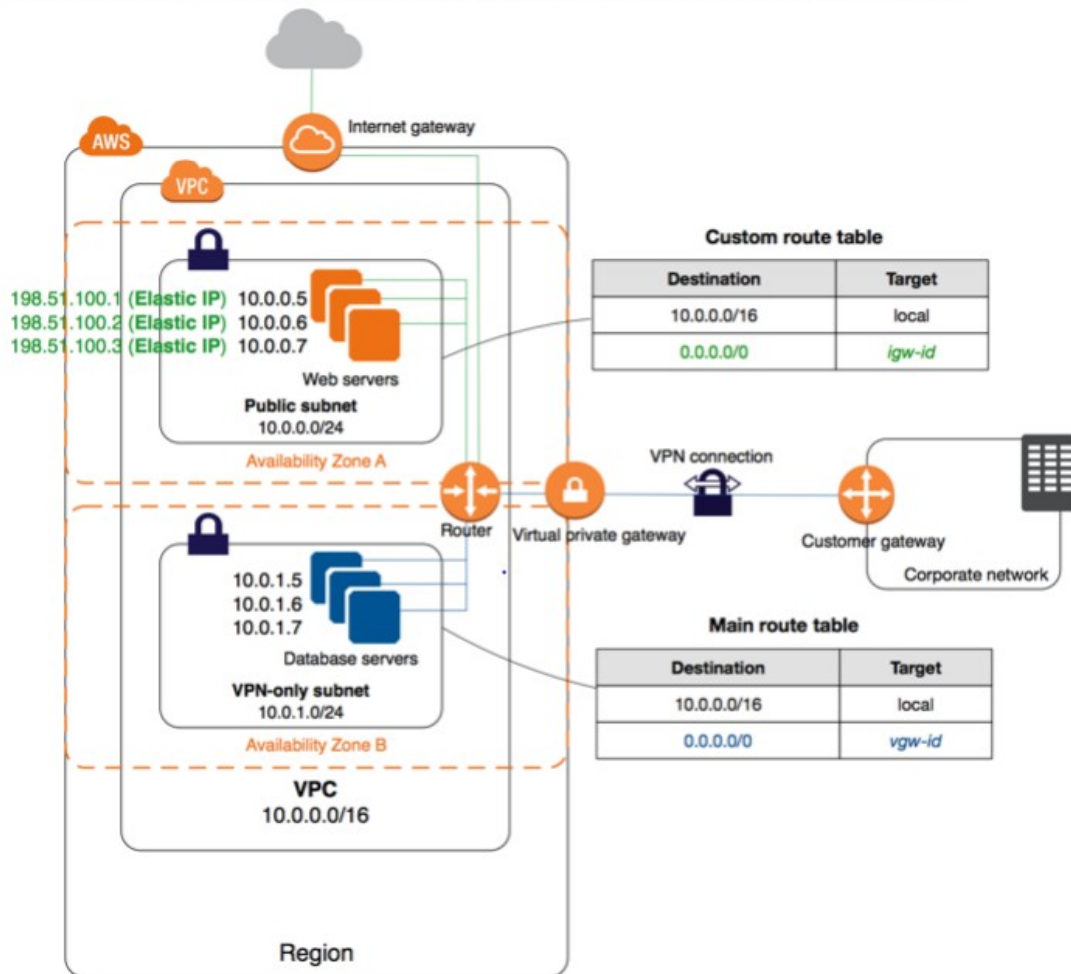 Internet gateway
AWS
VPC
198.51.100.1 (Elastic IP) 10.0.0.5
198.51.100.2 (Elastic IP) 10.0.0.6
198.51.100.3 (Elastic IP) 10.0.0.7
Web servers
Public subnet
10.0.0.0/24
Availability Zone A
Custom route table
Destination Target
10.0.0.0/16 local
0.0.0.0/0 igw-id
Router
Virtual private gateway
VPN connection
Customer gateway
Corporate network
10.0.1.5
10.0.1.6
10.0.1.7
Database servers
VPN-only subnet
10.0.1.0/24
Availability Zone B
Main route table
Destination Target
10.0.0.0/16 local
0.0.0.0/0 vgw-id
VPC
10.0.0.0/16
Region